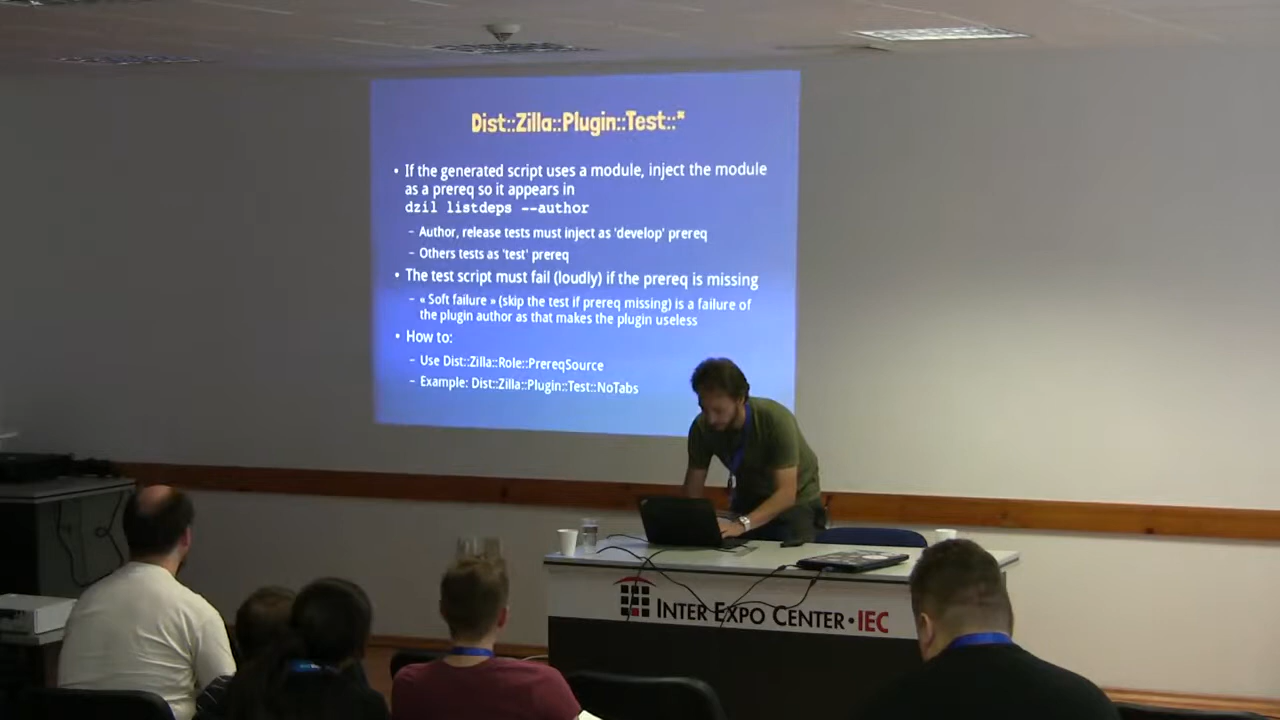 Dist::Zilla::Plugin::Test::*
• If the generated script uses a module, inject the module
as a prereq so it appears in
dzil listdeps --author
– Author, release tests must inject as 'develop' prereq
– Others tests as 'test' prereq
• The test script must fail (loudly) if the prereq is missing
– « Soft failure » (skip the test if prereq missing) is a failure of
the plugin author as that makes the plugin useless
• How to:
– Use Dist::Zilla::Role::PrereqSource
– Example: Dist::Zilla::Plugin::Test::NoTabs
INTER EXPO CENTER·IEC